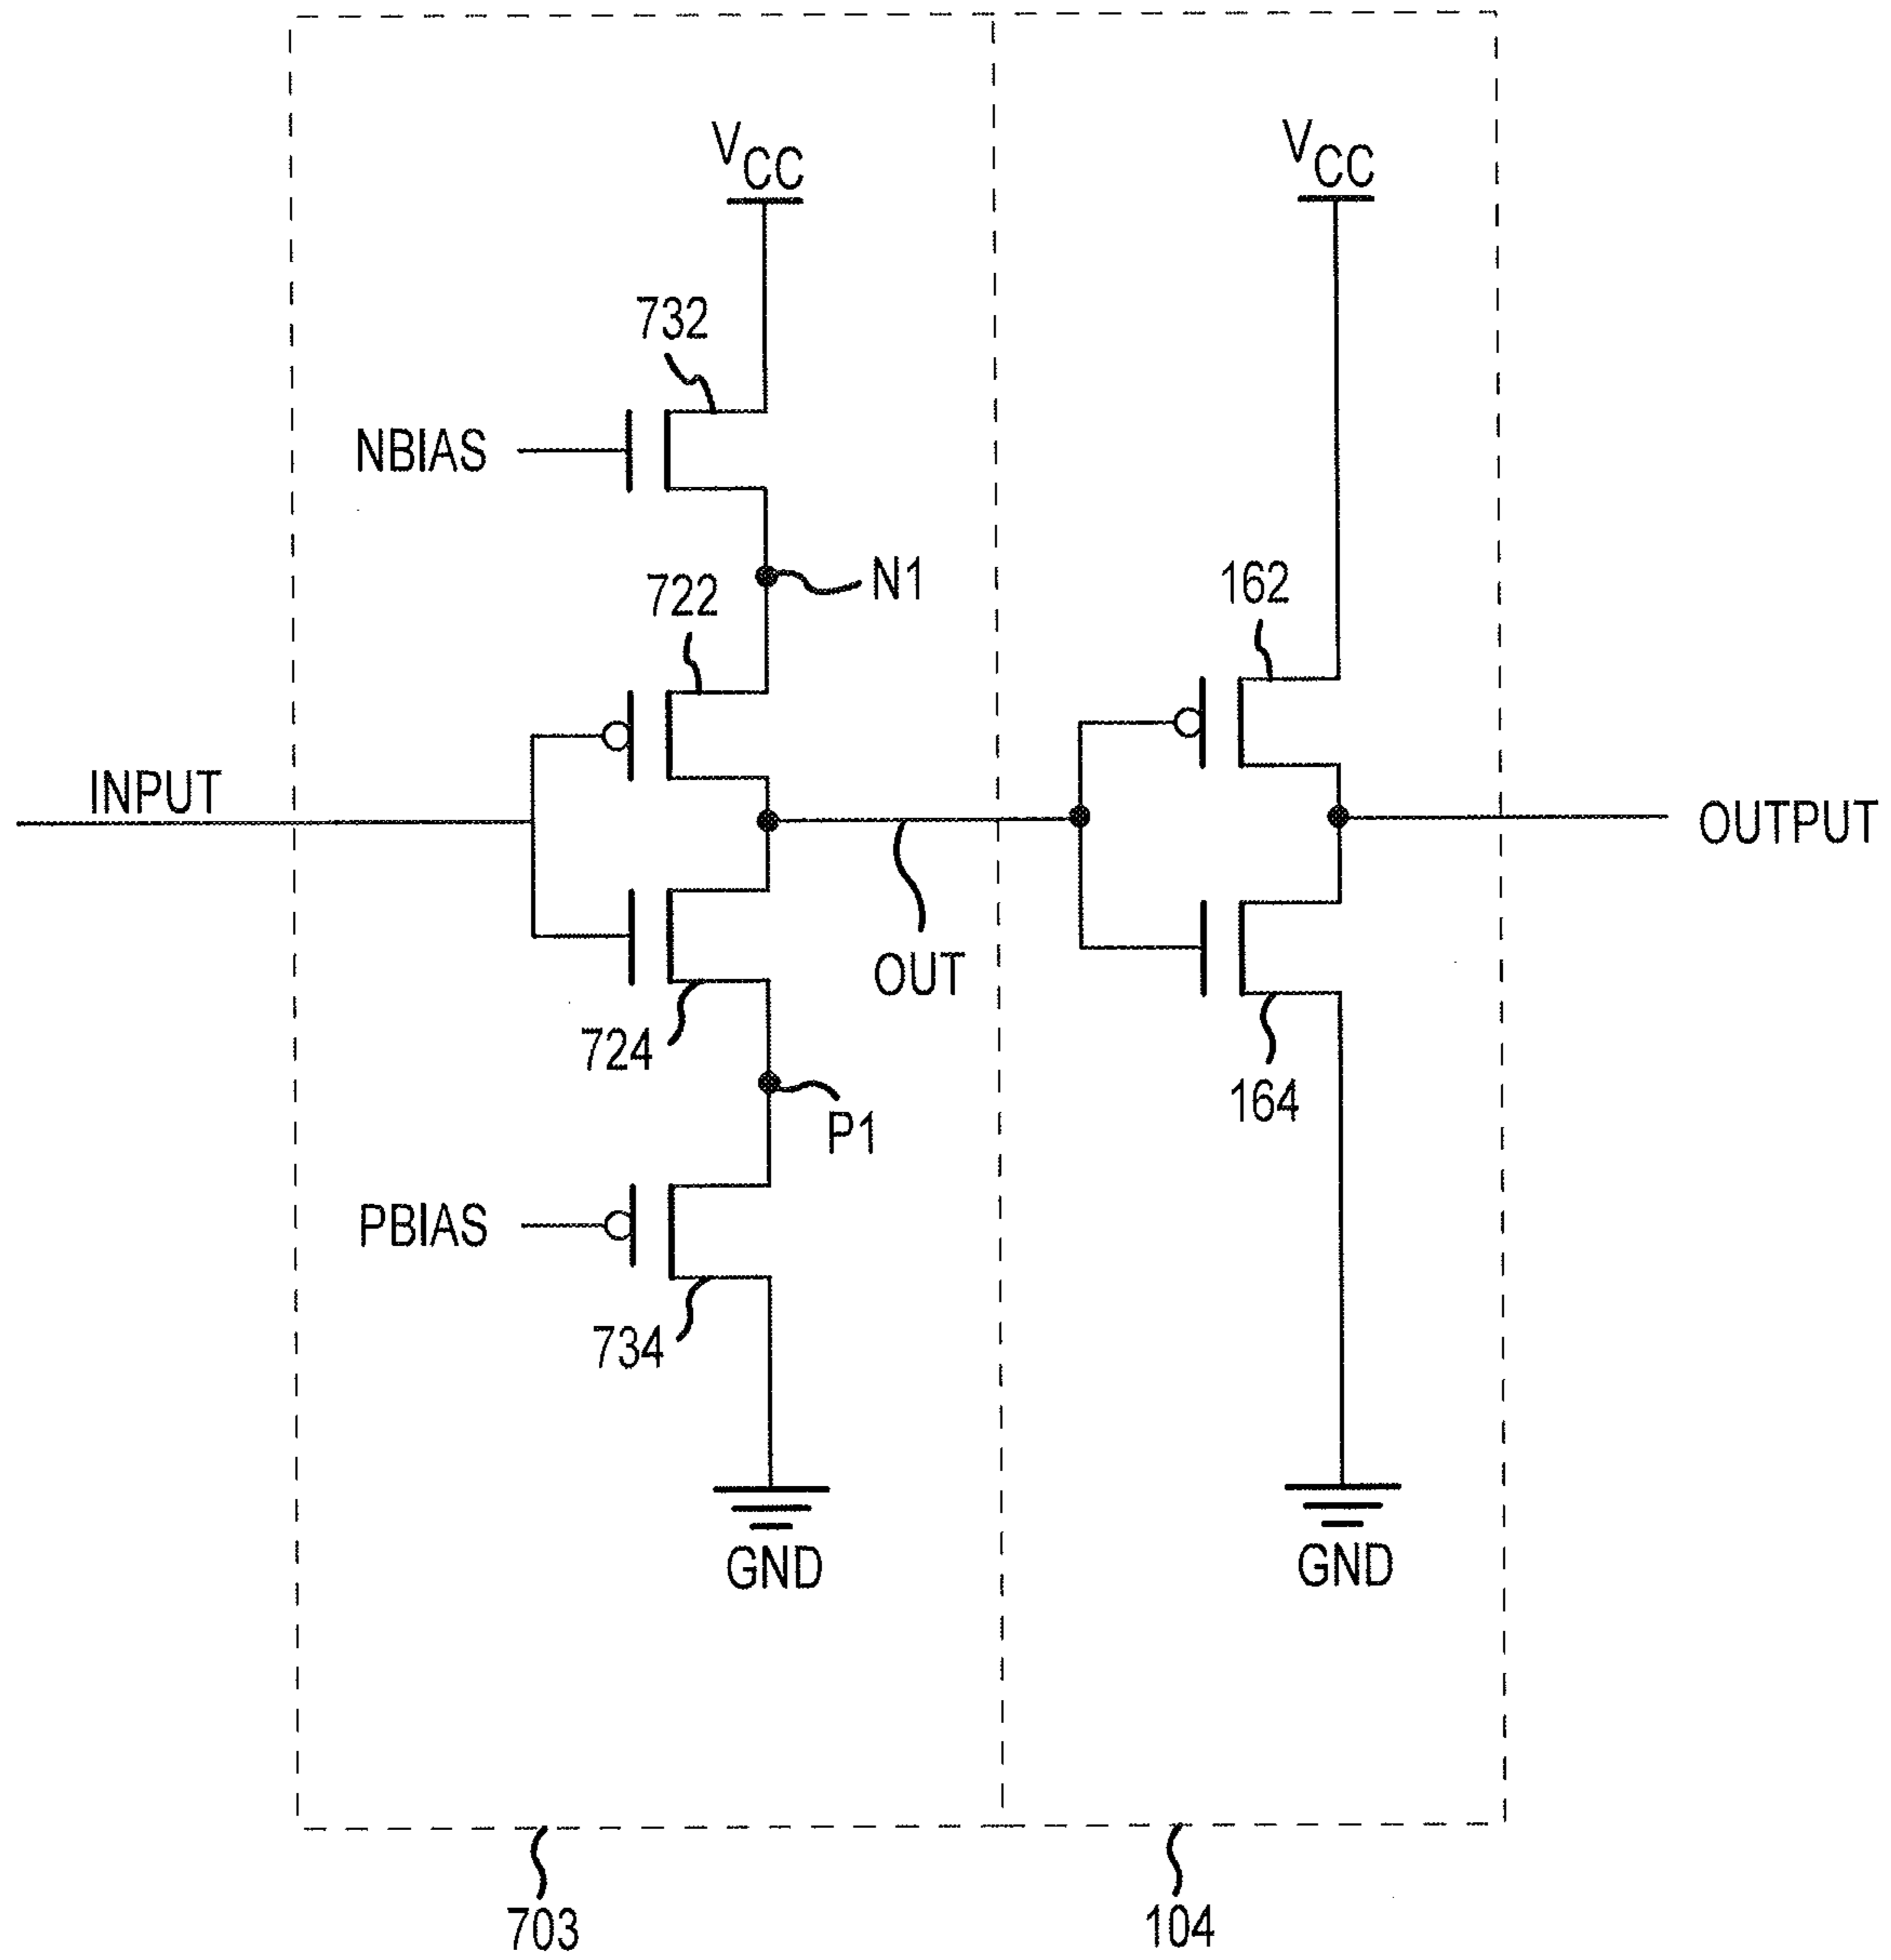 VCC
VCC
732
NBIAS
N1
722
162
INPUT
OUTPUT
OUT
724
164
P1
PBIAS
734
GND
GND
703
104